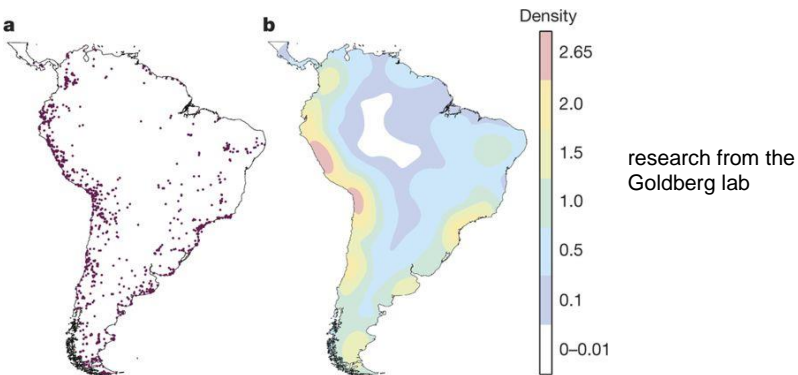 a
b
Density
2.65
2.0
1.5
1.0
0.5
0.1
0–0.01
research from the
Goldberg lab